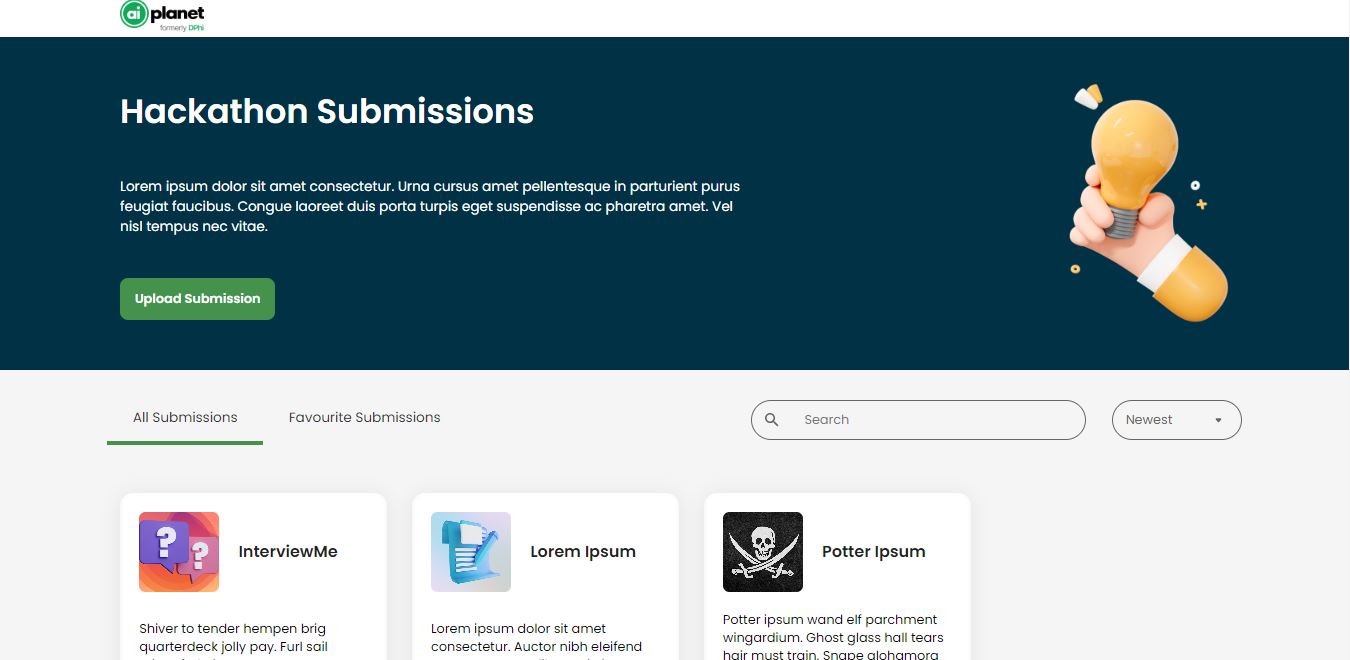 ai planet
formerly DPhi
Hackathon Submissions
Lorem ipsum dolor sit amet consectetur. Urna cursus amet pellentesque in parturient purus
feugiat faucibus. Congue laoreet duis porta turpis eget suspendisse ac pharetra amet. Vel
nisl tempus nec vitae.
Upload Submission
All Submissions
Favourite Submissions
Search
Newest
? ?
InterviewMe
Lorem Ipsum
Potter Ipsum
Shiver to tender hempen brig
quarterdeck jolly pay. Furl sail
Lorem ipsum dolor sit amet
consectetur. Auctor nibh eleifend
Potter ipsum wand elf parchment
wingardium. Ghost glass hall tears
hair must train. Snape alohamora